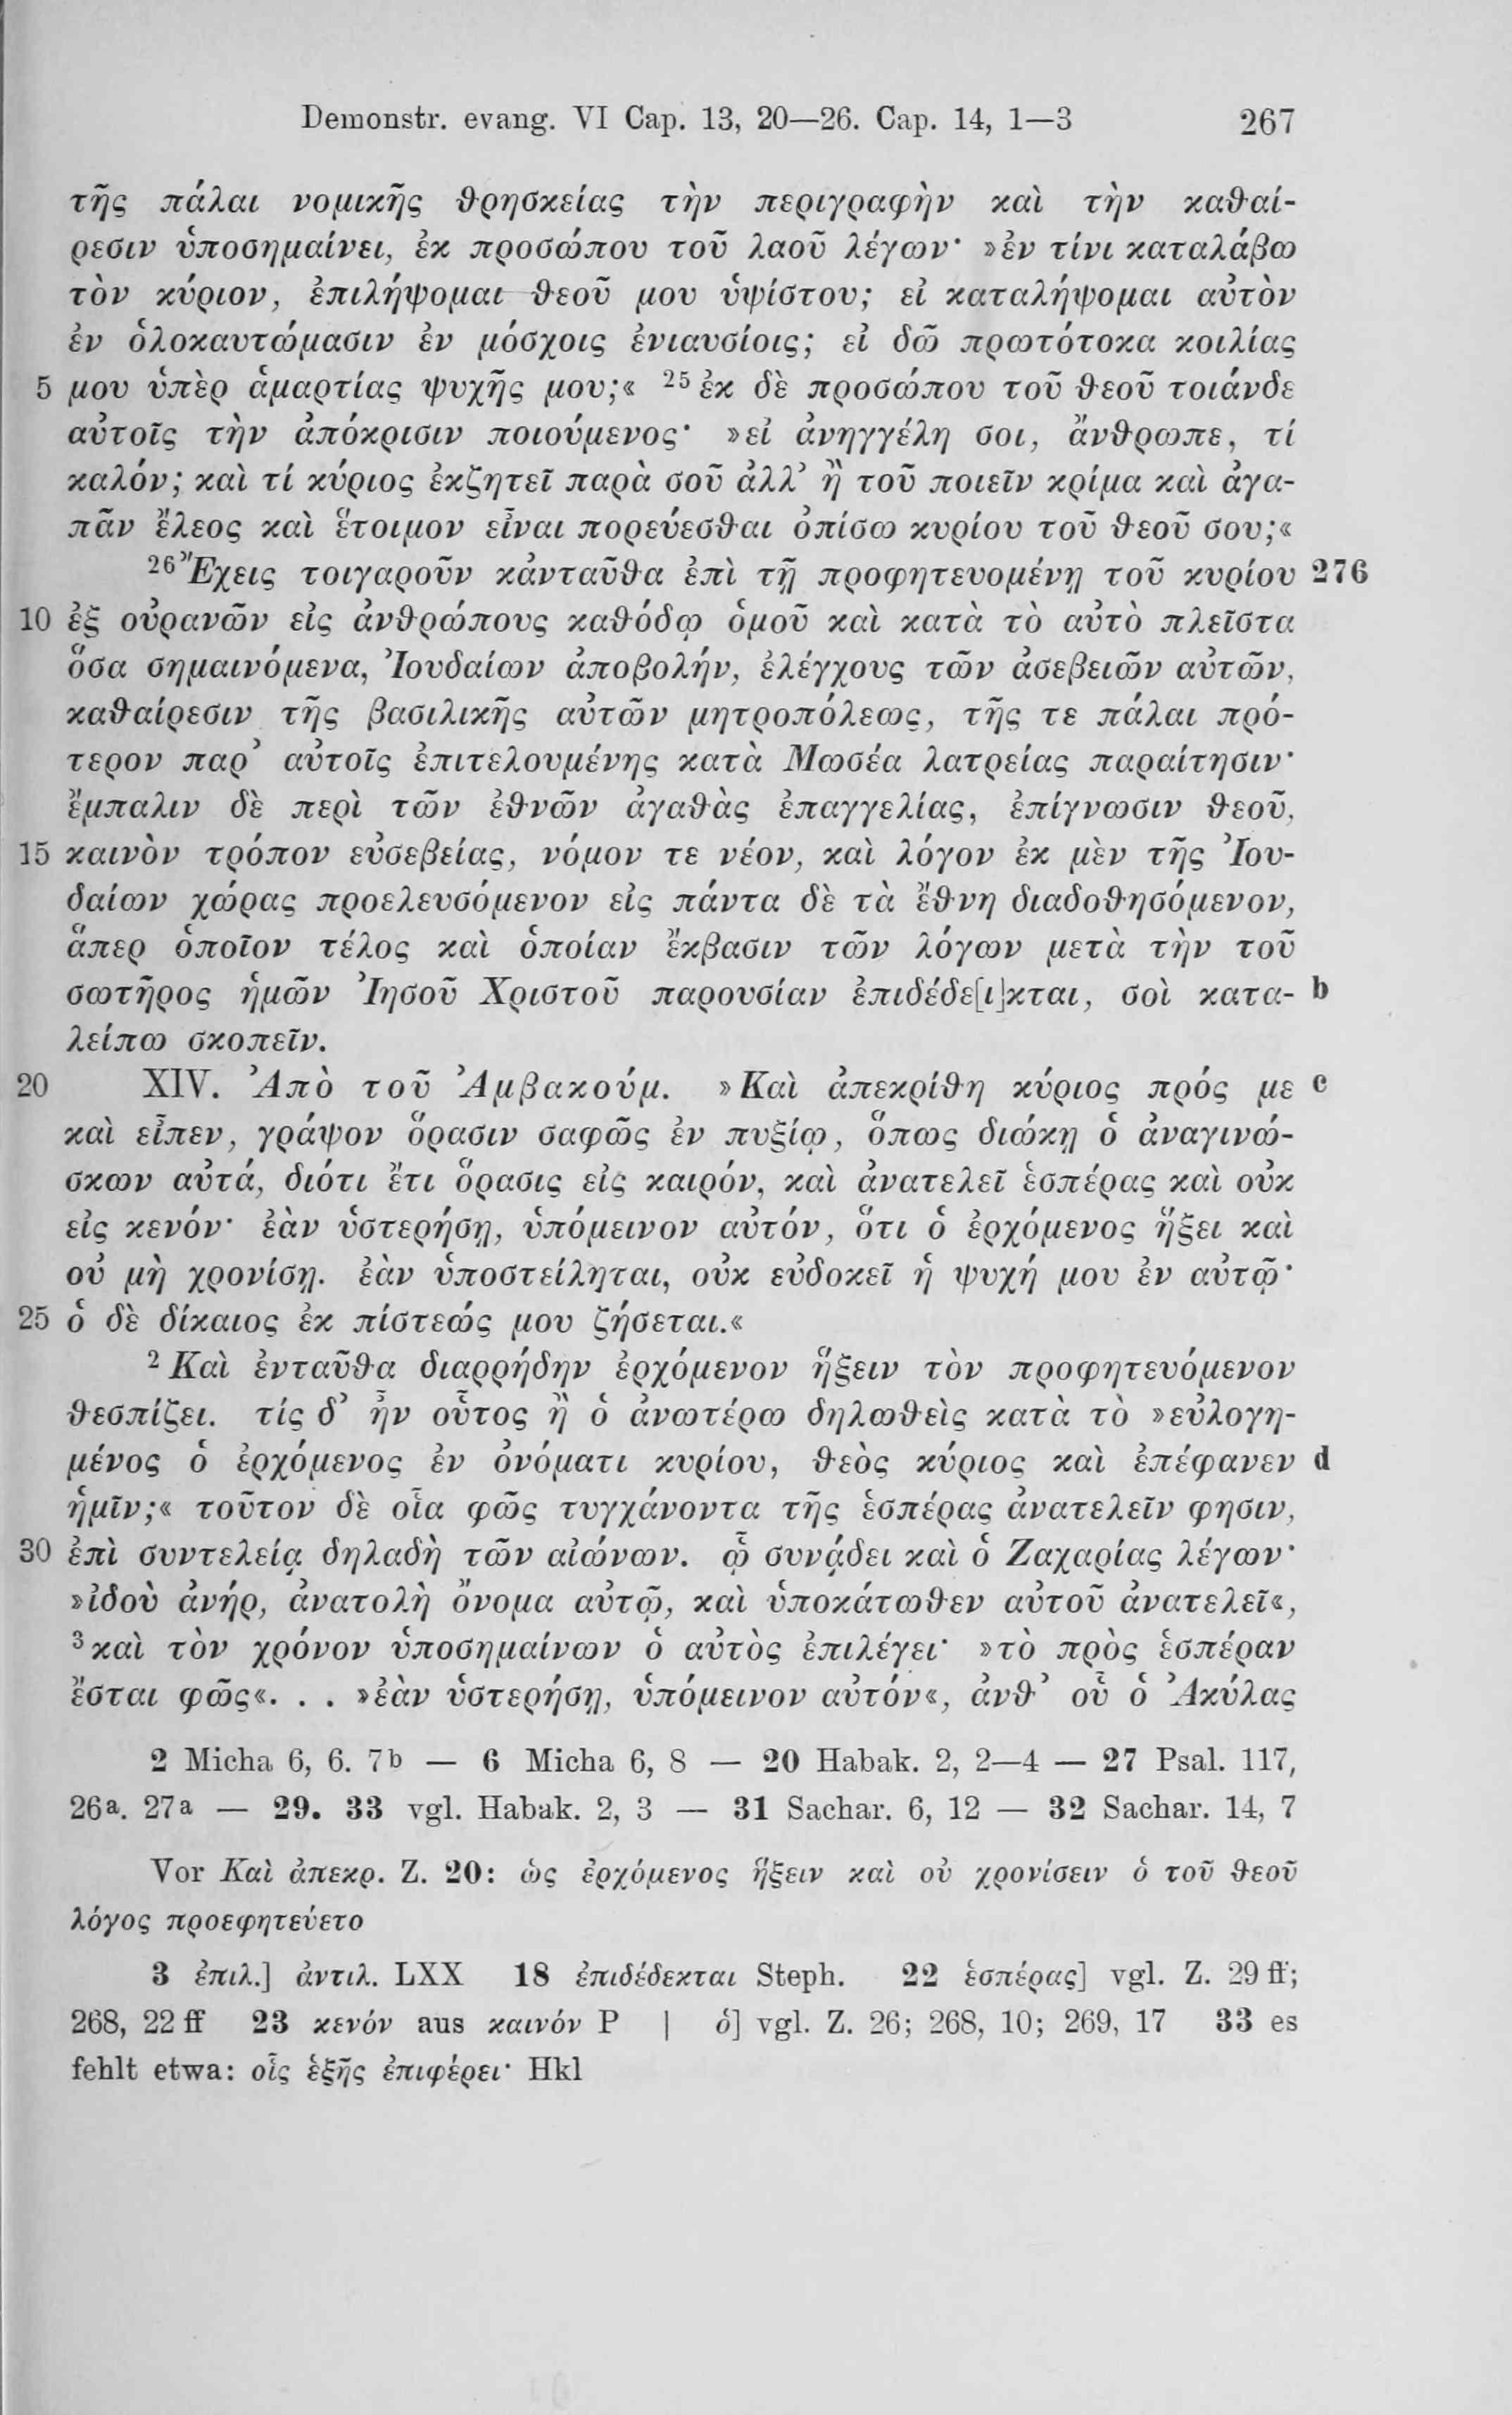 Demonstr. evang. VI Cap. 13, 20—26. Cap. 14, 1—3 267
τῆς πάλαι νομικῆς θρησκείας τὴν περιγραφὴν καὶ τὴν καθαί-
ρεσιν ὑποσημαίνει, ἐκ προσώπου τοῦ λαοῦ λέγων· »ἐν τίνι καταλάβω
τὸν κύριον, ἐπιλήψομαι θεοῦ μου ὑψίστου; εἰ καταλήψομαι αὐτὸν
ἐν ὁλοκαυτώμασιν ἐν μόσχοις ἐνιαυσίοις; εἰ δῶ πρωτότοκα κοιλίας
5 μου ὑπὲρ ἁμαρτίας ψυχῆς μου;« 25 ἐκ δὲ προσώπου τοῦ θεοῦ τοιάνδε
αὐτοῖς τὴν ἀπόκρισιν ποιούμενος· »εἰ ἀνηγγέλη σοι, ἄνθρωπε, τί
καλόν; καὶ τί κύριος ἐκζητεῖ παρὰ σοῦ ἀλλ’ ἢ τοῦ ποιεῖν κρίμα καὶ ἀγα-
πᾶν ἔλεος καὶ ἕτοιμον εἶναι πορεύεσθαι ὀπίσω κυρίου τοῦ θεοῦ σου;«
26 Ἔχεις τοιγαροῦν κἀνταῦθα ἐπὶ τῇ προφητευομένῃ τοῦ κυρίου 276
10 ἐξ οὐρανῶν εἰς ἀνθρώπους καθόδῳ ὁμοῦ καὶ κατὰ τὸ αὐτὸ πλεῖστα
ὅσα σημαινόμενα, Ἰουδαίων ἀποβολήν, ἐλέγχους τῶν ἀσεβειῶν αὐτῶν,
καθαίρεσιν τῆς βασιλικῆς αὐτῶν μητροπόλεως, τῆς τε πάλαι πρό-
τερον παρ’ αὐτοῖς ἐπιτελουμένης κατὰ Μωσέα λατρείας παραίτησιν·
ἔμπαλιν δὲ περὶ τῶν ἐθνῶν ἀγαθὰς ἐπαγγελίας, ἐπίγνωσιν θεοῦ,
15 καινὸν τρόπον εὐσεβείας, νόμον τε νέον, καὶ λόγον ἐκ μὲν τῆς Ἰου-
δαίων χώρας προελευσόμενον εἰς πάντα δὲ τὰ ἔθνη διαδοθησόμενον,
ἅπερ ὁποῖον τέλος καὶ ὁποίαν ἔκβασιν τῶν λόγων μετὰ τὴν τοῦ
σωτῆρος ἡμῶν Ἰησοῦ Χριστοῦ παρουσίαν ἐπιδέδε[ι]κται, σοὶ κατα- b
λείπω σκοπεῖν.
20 XIV. Ἀπὸ τοῦ Ἀμβακούμ. »Καὶ ἀπεκρίθη κύριος πρός με c
καὶ εἶπεν, γράψον ὅρασιν σαφῶς ἐν πυξίῳ, ὅπως διώκῃ ὁ ἀναγινώ-
σκων αὐτά, διότι ἔτι ὅρασις εἰς καιρόν, καὶ ἀνατελεῖ ἑσπέρας καὶ οὐκ
εἰς κενόν· ἐὰν ὑστερήσῃ, ὑπόμεινον αὐτόν, ὅτι ὁ ἐρχόμενος ἥξει καὶ
οὐ μὴ χρονίσῃ. ἐὰν ὑποστείληται, οὐκ εὐδοκεῖ ἡ ψυχή μου ἐν αὐτῷ·
25 ὁ δὲ δίκαιος ἐκ πίστεώς μου ζήσεται.«
2 Καὶ ἐνταῦθα διαρρήδην ἐρχόμενον ἥξειν τὸν προφητευόμενον
θεσπίζει. τίς δ’ ἦν οὗτος ἢ ὁ ἀνωτέρω δηλωθεὶς κατὰ τὸ »εὐλογη-
μένος ὁ ἐρχόμενος ἐν ὀνόματι κυρίου, θεὸς κύριος καὶ ἐπέφανεν d
ἡμῖν;« τοῦτον δὲ οἷα φῶς τυγχάνοντα τῆς ἑσπέρας ἀνατελεῖν φησιν,
30 ἐπὶ συντελείᾳ δηλαδὴ τῶν αἰώνων. ᾧ συνᾴδει καὶ ὁ Ζαχαρίας λέγων·
»ἰδοὺ ἀνήρ, ἀνατολὴ ὄνομα αὐτῷ, καὶ ὑποκάτωθεν αὐτοῦ ἀνατελεῖ«,
3 καὶ τὸν χρόνον ὑποσημαίνων ὁ αὐτὸς ἐπιλέγει· »τὸ πρὸς ἑσπέραν
ἔσται φῶς«. . . »ἐὰν ὑστερήσῃ, ὑπόμεινον αὐτόν«, ἀνθ’ οὗ ὁ Ἀκύλας
2 Micha 6, 6. 7b — 6 Micha 6, 8 — 20 Habak. 2, 2—4 — 27 Psal. 117,
26a. 27a — 29. 33 vgl. Habak. 2, 3 — 31 Sachar. 6, 12 — 32 Sachar. 14, 7
Vor Καὶ ἀπεκρ. Z. 20: ὡς ἐρχόμενος ἥξειν καὶ οὐ χρονίσειν ὁ τοῦ θεοῦ
λόγος προεφητεύετο
3 ἐπιλ.] ἀντιλ. LXX 18 ἐπιδέδεκται Steph. 22 ἑσπέρας] vgl. Z. 29 ff;
268, 22 ff 23 κενόν aus καινόν P | ὁ] vgl. Z. 26; 268, 10; 269, 17 33 es
fehlt etwa: οἷς ἑξῆς ἐπιφέρει· Hkl